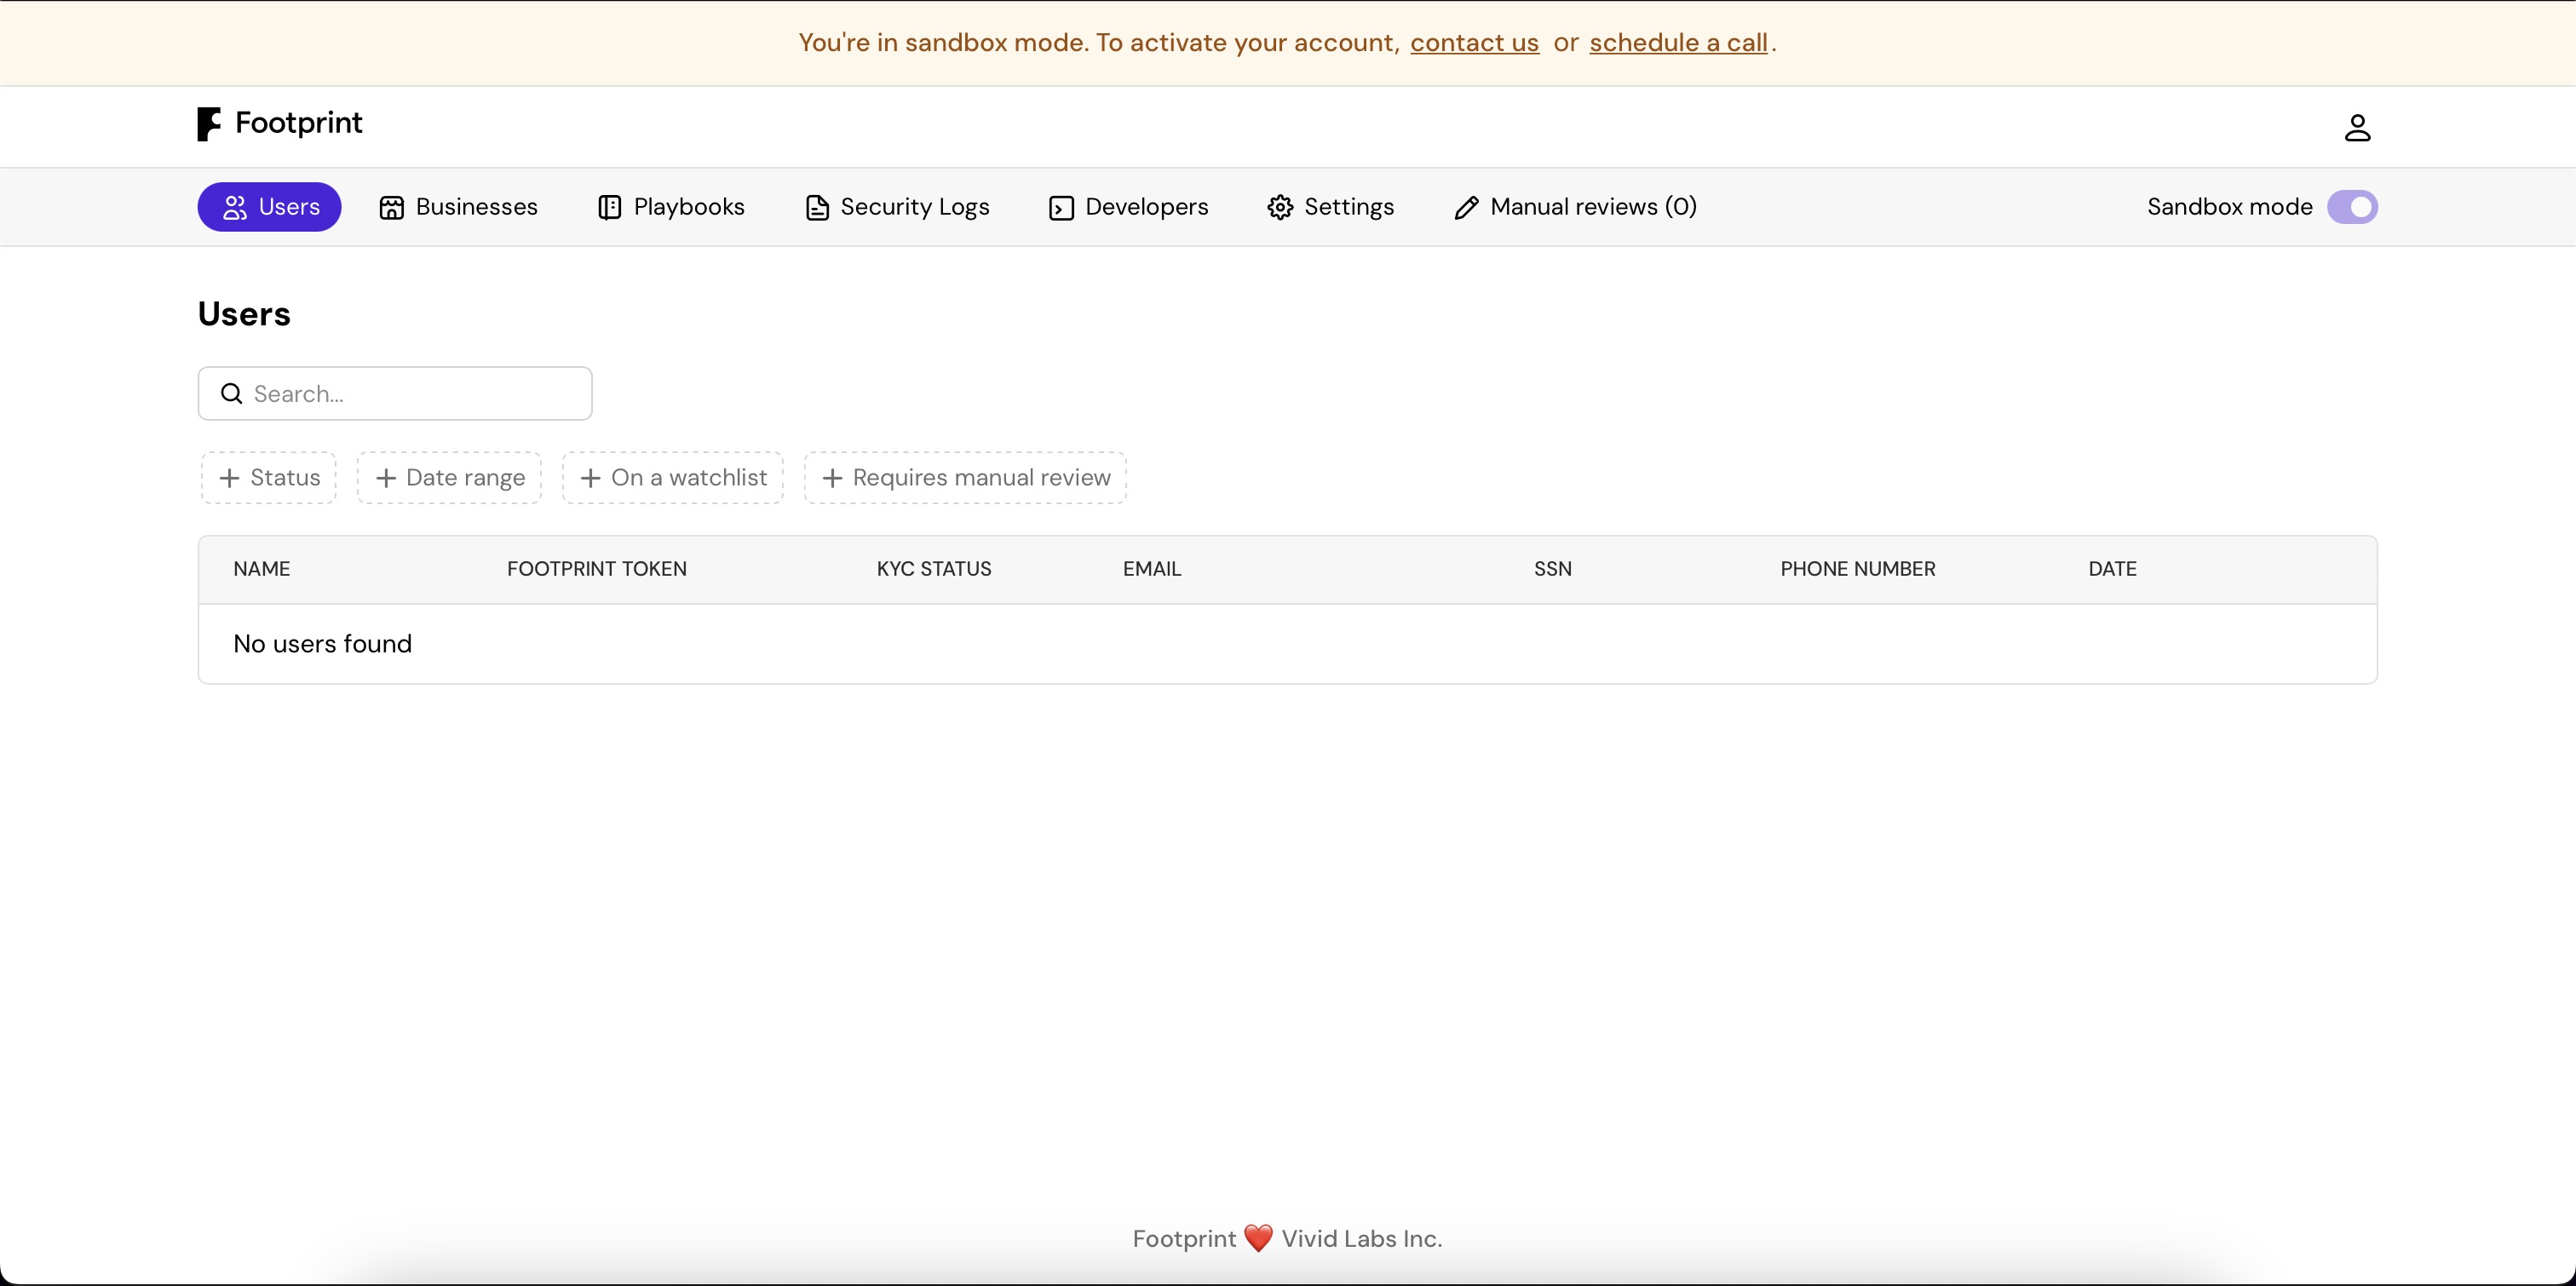 You're in sandbox mode. To activate your account, contact us or schedule a call.
Footprint
Users Businesses Playbooks Security Logs Developers Settings Manual reviews (0) Sandbox mode
Users
Search...
Status Date range On a watchlist Requires manual review
NAME FOOTPRINT TOKEN KYC STATUS EMAIL SSN PHONE NUMBER DATE
No users found
Footprint ❤️ Vivid Labs Inc.